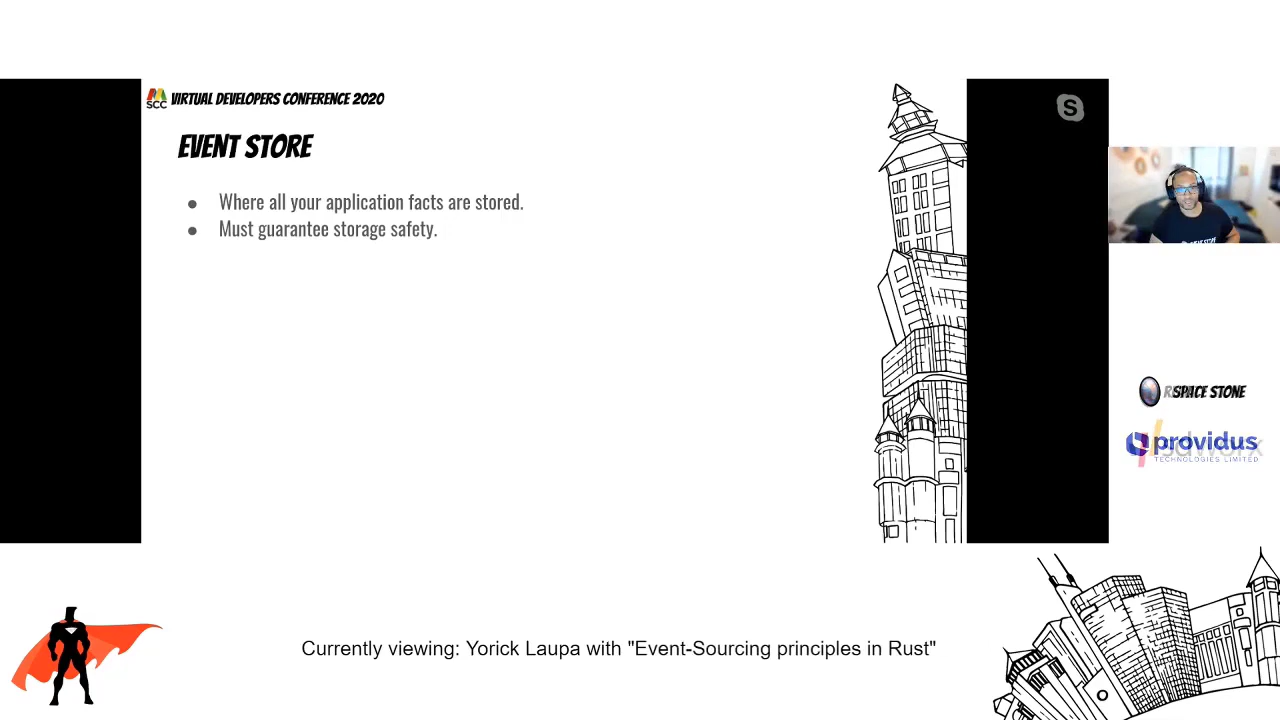 SCC VIRTUAL DEVELOPERS CONFERENCE 2020
EVENT STORE
● Where all your application facts are stored.
● Must guarantee storage safety.
S
SPACE STONE
providus
TECHNOLOGIES LIMITED
Currently viewing: Yorick Laupa with "Event-Sourcing principles in Rust"